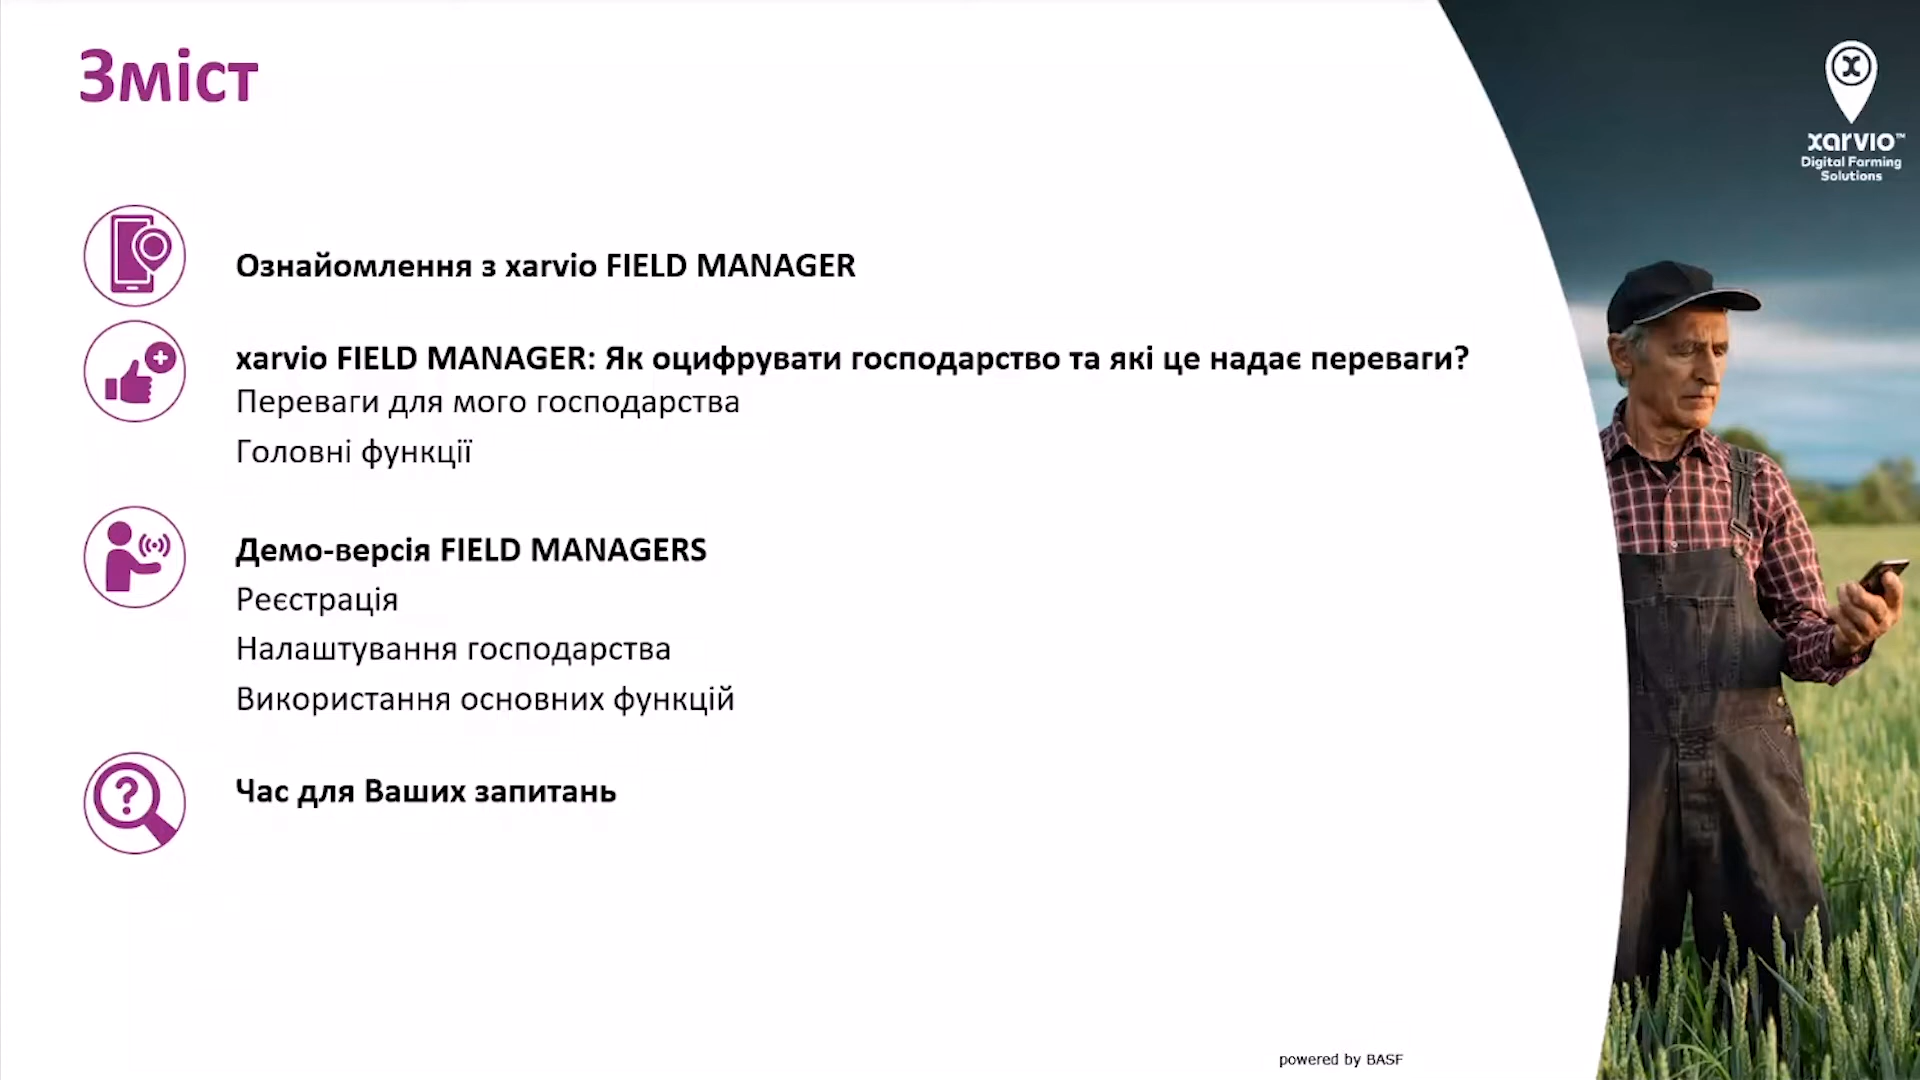 Зміст
xarvio™
Digital Farming
Solutions
Ознайомлення з xarvio FIELD MANAGER
xarvio FIELD MANAGER: Як оцифрувати господарство та які це надає переваги?
Переваги для мого господарства
Головні функції
Демо-версія FIELD MANAGERS
Реєстрація
Налаштування господарства
Використання основних функцій
Час для Ваших запитань
powered by BASF